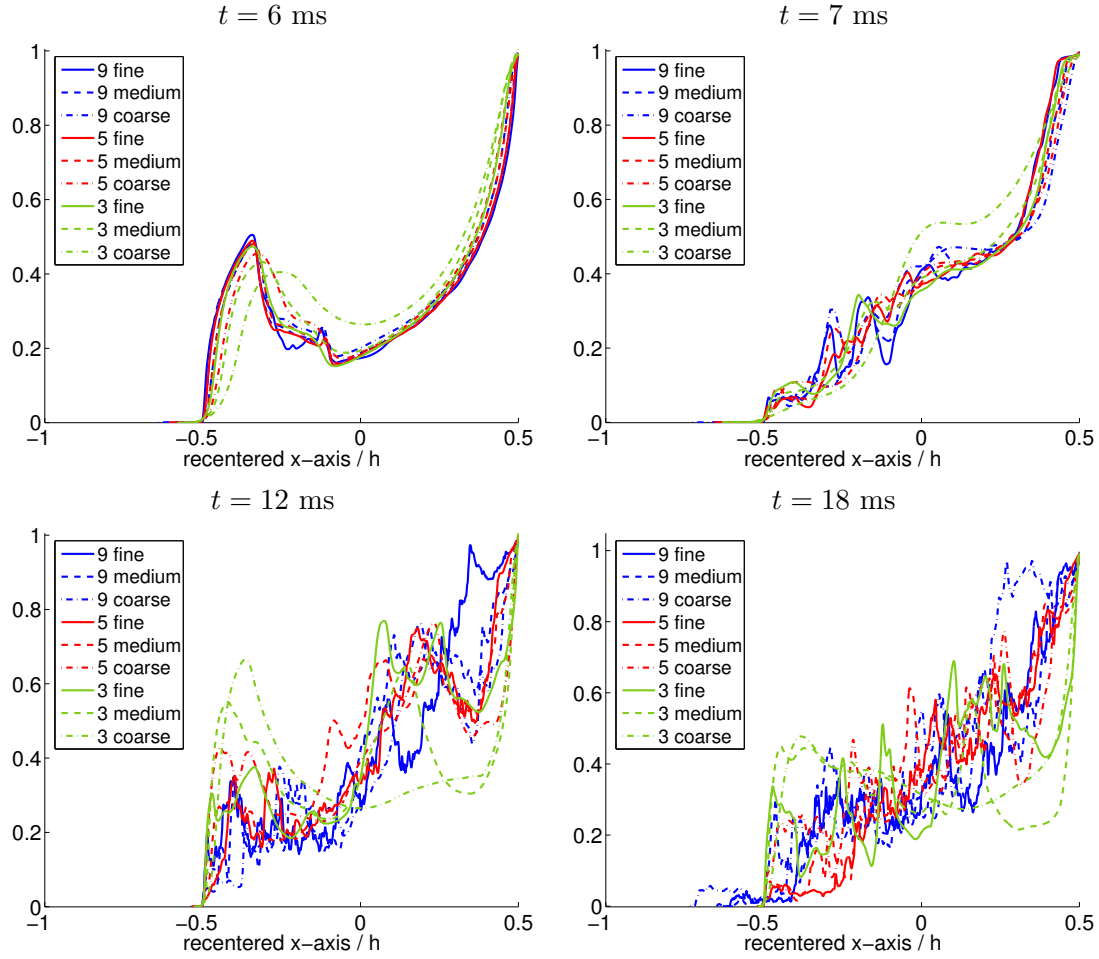 t = 6 ms
1
0.8
0.6
0.4
0.2
0
−1
−0.5
0
0.5
recentered x−axis / h
9 fine
9 medium
9 coarse
5 fine
5 medium
5 coarse
3 fine
3 medium
3 coarse
t = 7 ms
1
0.8
0.6
0.4
0.2
0
−1
−0.5
0
0.5
recentered x−axis / h
9 fine
9 medium
9 coarse
5 fine
5 medium
5 coarse
3 fine
3 medium
3 coarse
t = 12 ms
1
0.8
0.6
0.4
0.2
0
−1
−0.5
0
0.5
recentered x−axis / h
9 fine
9 medium
9 coarse
5 fine
5 medium
5 coarse
3 fine
3 medium
3 coarse
t = 18 ms
1
0.8
0.6
0.4
0.2
0
−1
−0.5
0
0.5
recentered x−axis / h
9 fine
9 medium
9 coarse
5 fine
5 medium
5 coarse
3 fine
3 medium
3 coarse